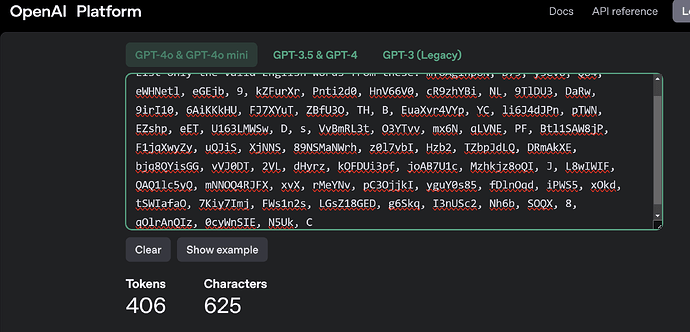 OpenAI Platform
Docs
API reference
GPT-4o & GPT-4o mini
GPT-3.5 & GPT-4
GPT-3 (Legacy)
List only the valid English words from these:
eWHNetl, eGEjb, 9, kZFurXr, Pnti2d0, HnV66V0, cR9zhYBi, NL, 9TlDU3, DaRw,
9irI10, 6AiKKkHU, FJ7XYuT, ZBfU3O, TH, B, EuaXvr4VYp, YC, li6J4dJPn, pTWN,
EZshp, eET, U163LMWSw, D, s, VvBmRL3t, O3YTvv, mx6N, qLVNE, PF, Btl1SAW8jP,
F1jqXwyZy, uQJiS, XjNNS, 89NSMaNWrh, z0l7vbI, Hzb2, TZbpJdLQ, DRmAkXE,
bjq8QYisGG, vVJ0DT, 2VL, dHyrz, kQFDUi3pf, joAB7U1c, Mzhkjz8oQI, J, L8wIWIF,
QAQ1lc5yQ, mNNOQ4RJFX, xvX, rMeYNv, pC3OjjkI, yguY0s85, fDlnOqd, iPWS5, xOkd,
tSWIafaO, 7Kiy7Imj, FWs1n2s, LGsZ18GED, g6Skq, I3nUSc2, Nh6b, SOQX, 8,
qOlrAnQIz, 0cyWnSIE, N5Uk, C
Clear
Show example
Tokens
Characters
406
625